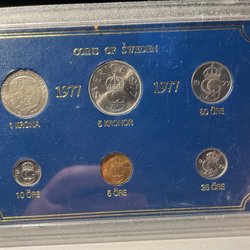 COINS OF SWEDEN
1977 1977
1 KRONA 5 KRONOR 50 ÖRE
10 ÖRE 5 ÖRE 25 ÖRE